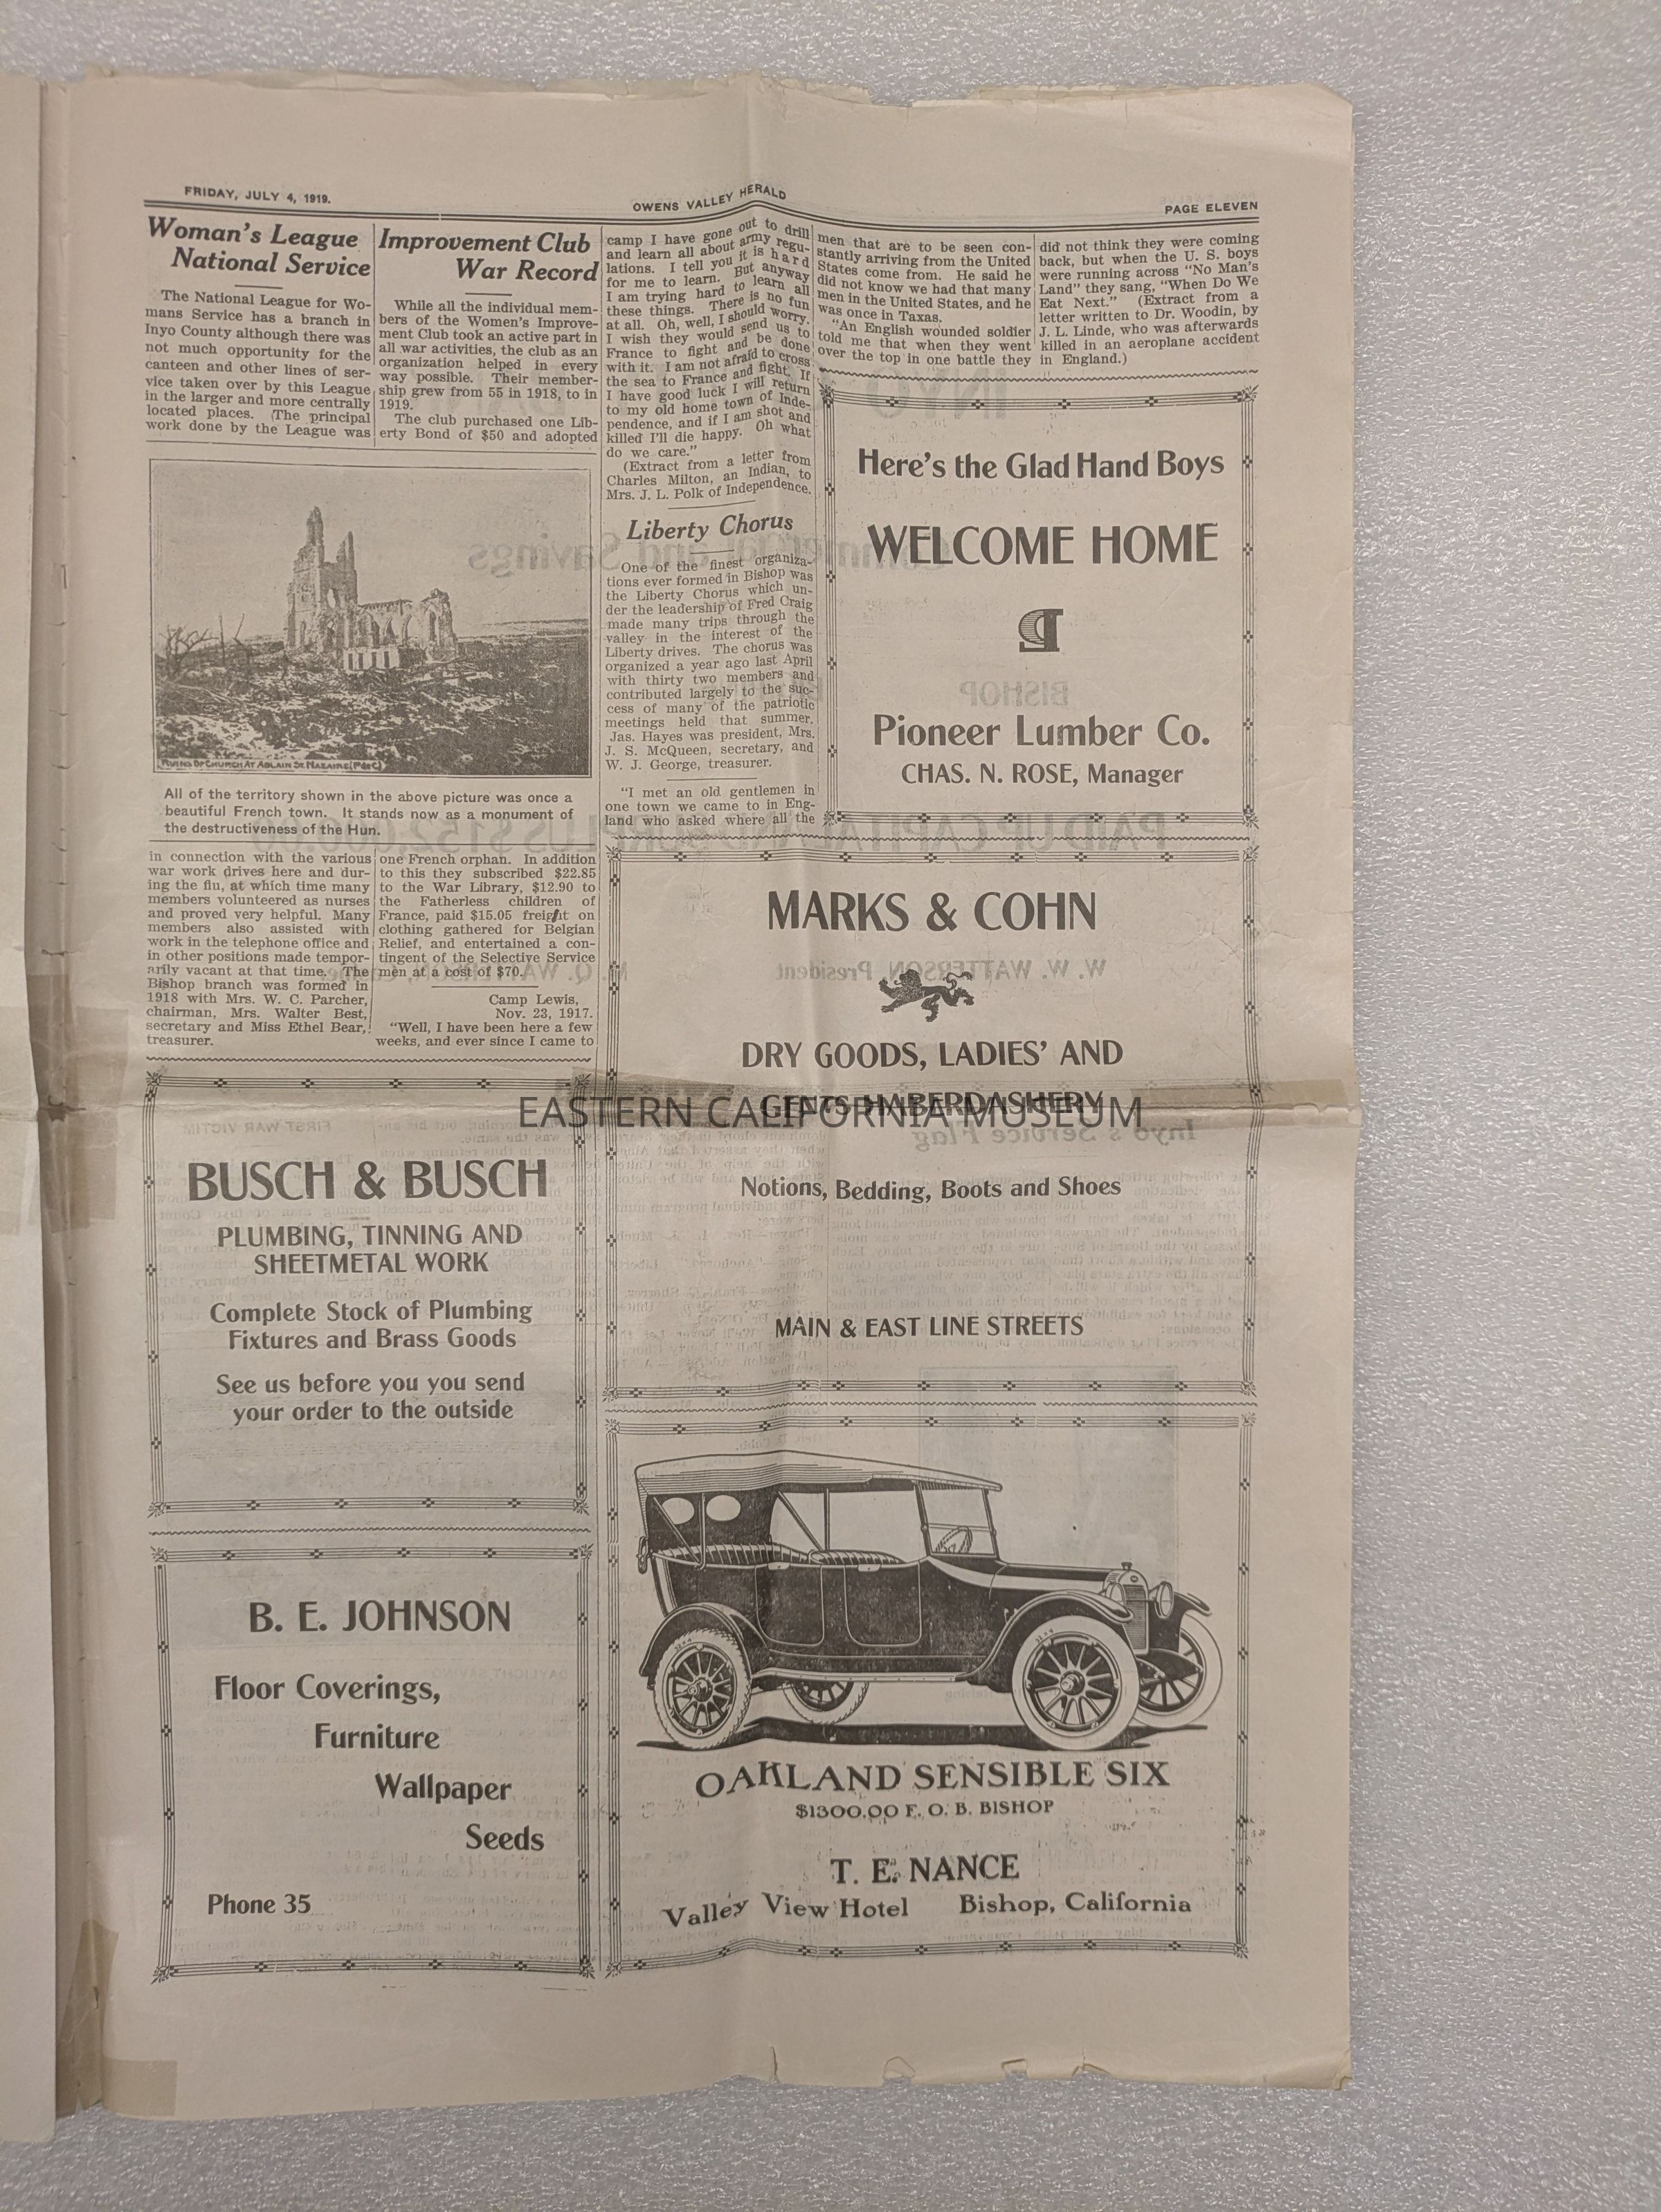 FRIDAY, JULY 4, 1919.
OWENS VALLEY HERALD
PAGE ELEVEN
Woman's League
National Service
The National League for Wo-
mans Service has a branch in
Inyo County although there was
not much opportunity for the
canteen and other lines of ser-
vice taken over by this League
in the larger and more centrally
located places. The principal
work done by the League was
Improvement Club
War Record
While all the individual mem-
bers of the Women's Improve-
ment Club took an active part in
all war activities, the club as an
organization helped in every
way possible. Their member-
ship grew from 55 in 1918, to in
1919.
The club purchased one Lib-
erty Bond of $50 and adopted
RUINS OF CHURCH AT ABLAIN ST. NAZAIRE (P de C)
All of the territory shown in the above picture was once a
beautiful French town. It stands now as a monument of
the destructiveness of the Hun.
in connection with the various
war work drives here and dur-
ing the flu, at which time many
members volunteered as nurses
and proved very helpful. Many
members also assisted with
work in the telephone office and
in other positions made tempor-
arily vacant at that time. The
Bishop branch was formed in
1918 with Mrs. W. C. Parcher,
chairman, Mrs. Walter Best,
secretary and Miss Ethel Bear,
treasurer.
one French orphan. In addition
to this they subscribed $22.85
to the War Library, $12.90 to
the Fatherless children of
France, paid $15.05 freight on
clothing gathered for Belgian
Relief, and entertained a con-
tingent of the Selective Service
men at a cost of $70.
Camp Lewis,
Nov. 23, 1917.
"Well, I have been here a few
weeks, and ever since I came to
camp I have gone out to drill
and learn all about army regu-
lations. I tell you it is hard
for me to learn. But anyway
I am trying hard to learn all
these things. There is no fun
at all. Oh, well, I should worry.
I wish they would send us to
France to fight and be done
with it. I am not afraid to cross
the sea to France and fight. If
I have good luck I will return
to my old home town of Inde-
pendence, and if I am shot and
killed I'll die happy. Oh what
do we care."
(Extract from a letter from
Charles Milton, an Indian, to
Mrs. J. L. Polk of Independence.
Liberty Chorus
One of the finest organiza-
tions ever formed in Bishop was
the Liberty Chorus which un-
der the leadership of Fred Craig
made many trips through the
valley in the interest of the
Liberty drives. The chorus was
organized a year ago last April
with thirty two members and
contributed largely to the suc-
cess of many of the patriotic
meetings held that summer.
Jas. Hayes was president, Mrs.
J. S. McQueen, secretary, and
W. J. George, treasurer.
"I met an old gentlemen in
one town we came to in Eng-
land who asked where all the
men that are to be seen con-
stantly arriving from the United
States come from. He said he
did not know we had that many
men in the United States, and he
was once in Taxas.
"An English wounded soldier
told me that when they went
over the top in one battle they
did not think they were coming
back, but when the U. S. boys
were running across "No Man's
Land" they sang, "When Do We
Eat Next." (Extract from a
letter written to Dr. Woodin, by
J. L. Linde, who was afterwards
killed in an aeroplane accident
in England.)
Here's the Glad Hand Boys
WELCOME HOME
Pioneer Lumber Co.
CHAS. N. ROSE, Manager
MARKS & COHN
DRY GOODS, LADIES' AND
GENTS HABERDASHERY
Notions, Bedding, Boots and Shoes
MAIN & EAST LINE STREETS
EASTERN CALIFORNIA MUSEUM
BUSCH & BUSCH
PLUMBING, TINNING AND
SHEETMETAL WORK
Complete Stock of Plumbing
Fixtures and Brass Goods
See us before you you send
your order to the outside
B. E. JOHNSON
Floor Coverings,
Furniture
Wallpaper
Seeds
Phone 35
OAKLAND SENSIBLE SIX
$1300.00 F. O. B. BISHOP
T. E. NANCE
Valley View Hotel Bishop, California